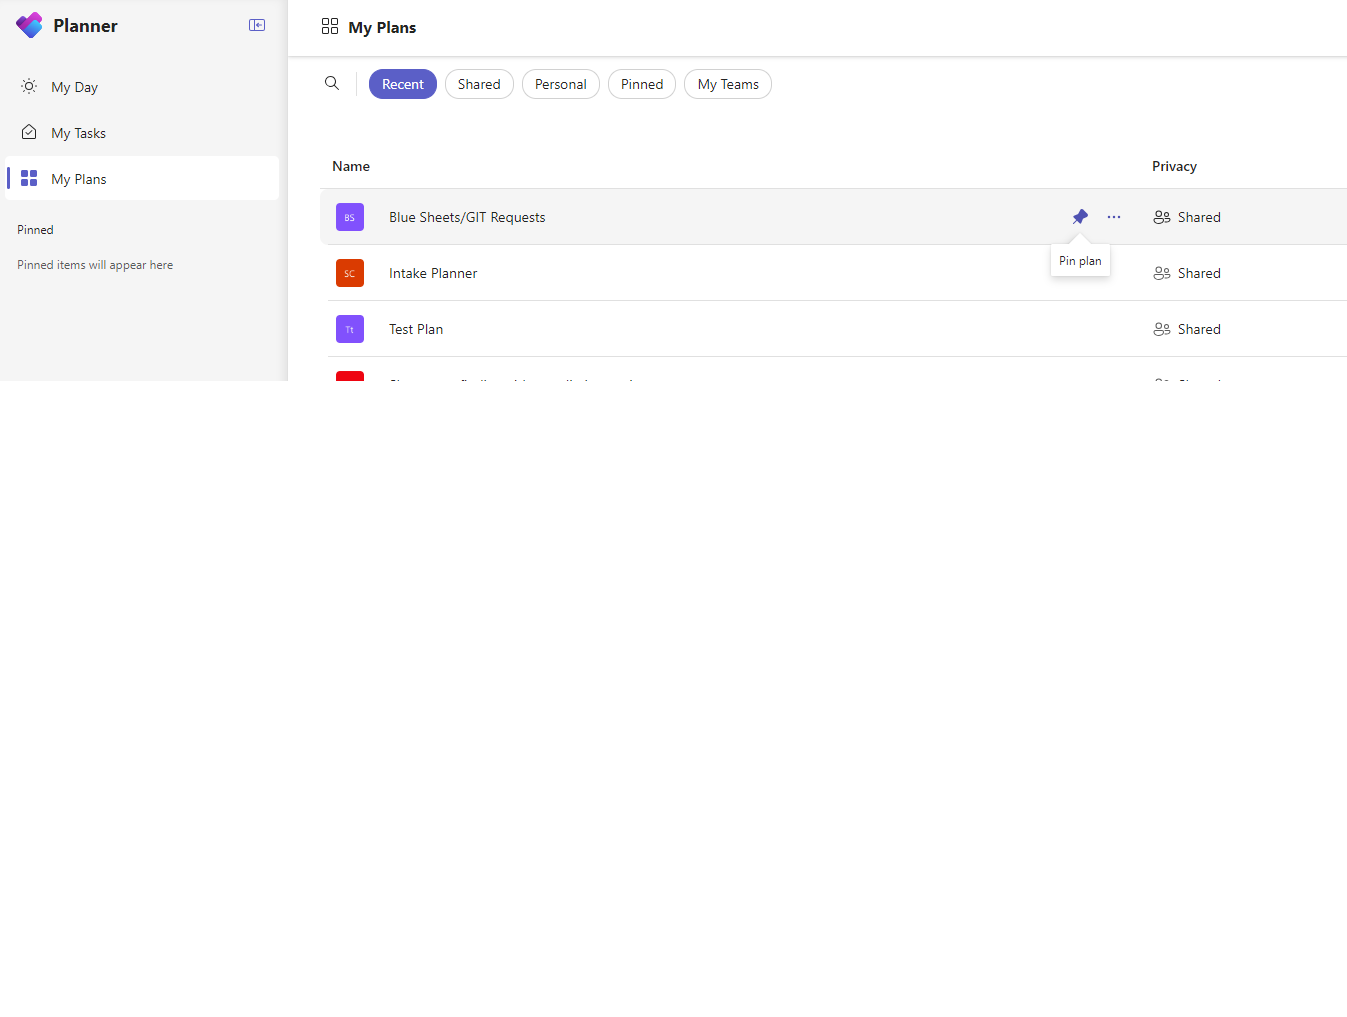 Planner
My Plans
My Day
My Tasks
My Plans
Pinned
Pinned items will appear here
Recent
Shared
Personal
Pinned
My Teams
Name
Privacy
BS
Blue Sheets/GIT Requests
Shared
Pin plan
SC
Intake Planner
Shared
Tt
Test Plan
Shared